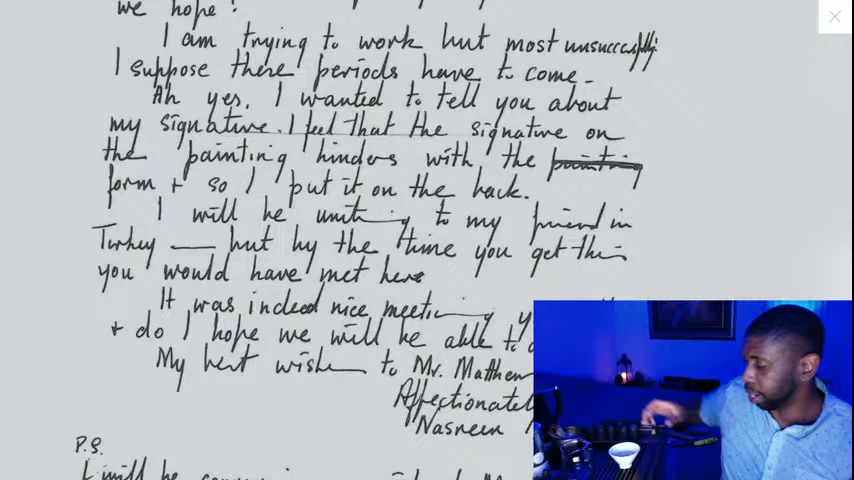 we hope!
I am trying to work but most unsuccessfully.
I suppose these periods have to come –
Ah yes, I wanted to tell you about
my signature. I feel that the signature on
the painting hinders with the painting
form + so I put it on the back.
I will be writing to my friend in
Turkey — but by the time you get this
you would have met her
It was indeed nice meeting
+ do I hope we will be able to
My best wishes to Mr. Matthew
Affectionately
Nasreen
P.S.
I will be